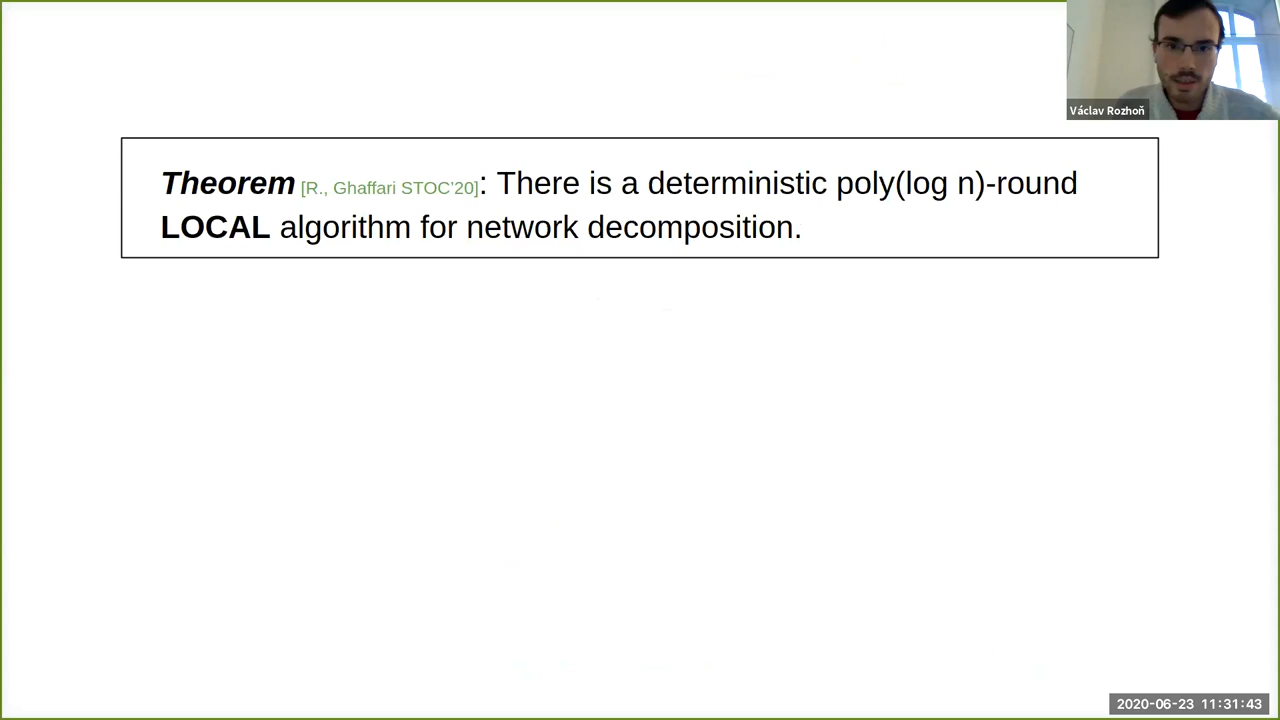 Václav Rozhoň
Theorem [R., Ghaffari STOC'20]: There is a deterministic poly(log n)-round
LOCAL algorithm for network decomposition.
2020-06-23 11:31:43